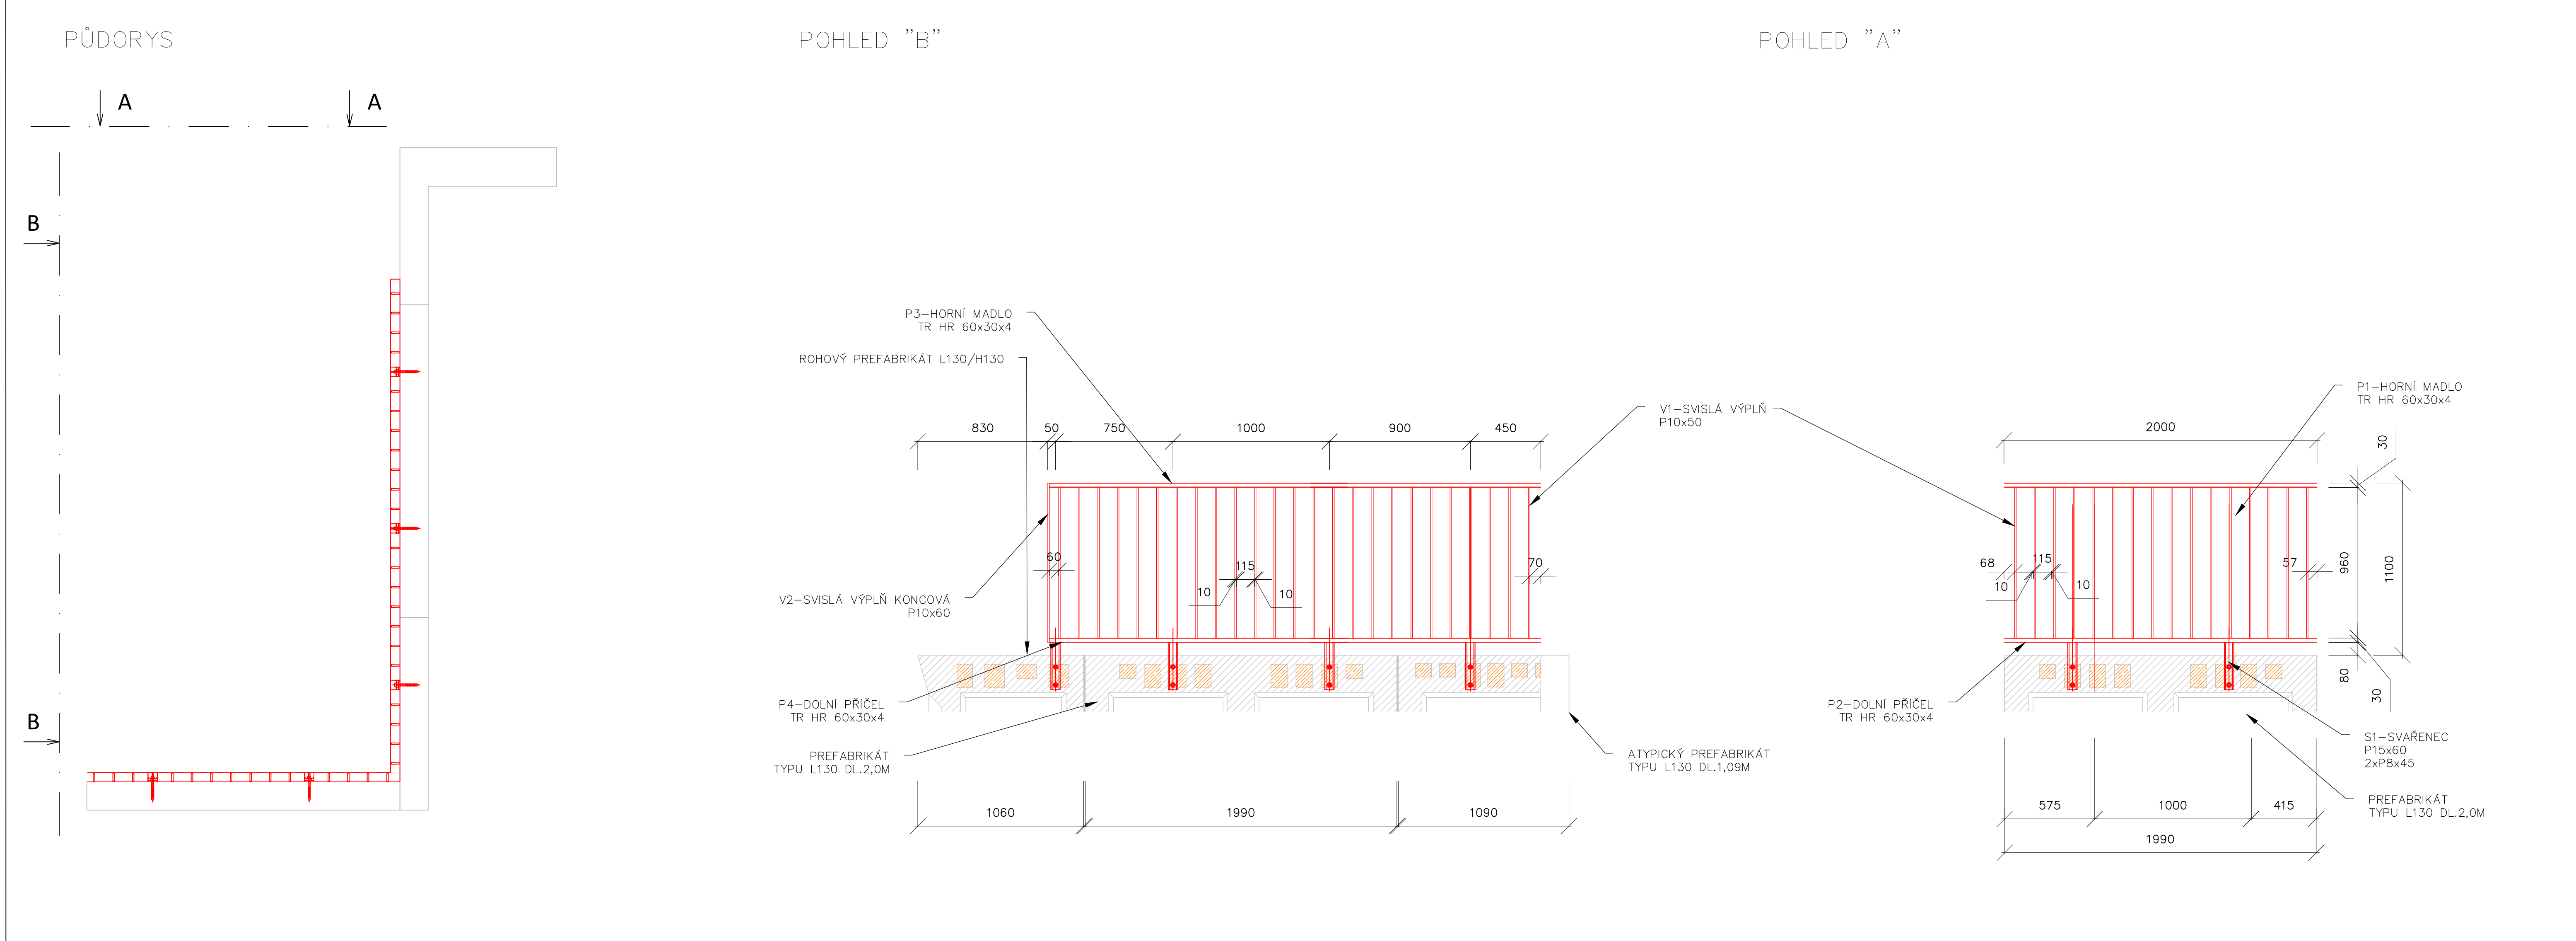 PŮDORYS
POHLED "B"
POHLED "A"
A
A
B
B
P3-HORNÍ MADLO
TR HR 60x30x4
ROHOVÝ PREFABRIKÁT L130/H130
830
50
750
1000
900
450
60
115
10
10
70
V2-SVISLÁ VÝPLŇ KONCOVÁ
P10x60
P4-DOLNÍ PŘÍČEL
TR HR 60x30x4
PREFABRIKÁT
TYPU L130 DL.2,0M
1060
1990
1090
V1-SVISLÁ VÝPLŇ
P10x50
ATYPICKÝ PREFABRIKÁT
TYPU L130 DL.1,09M
P1-HORNÍ MADLO
TR HR 60x30x4
2000
30
68
115
10
10
57
960
1100
80
30
P2-DOLNÍ PŘÍČEL
TR HR 60x30x4
S1-SVAŘENEC
P15x60
2xP8x45
PREFABRIKÁT
TYPU L130 DL.2,0M
575
1000
415
1990